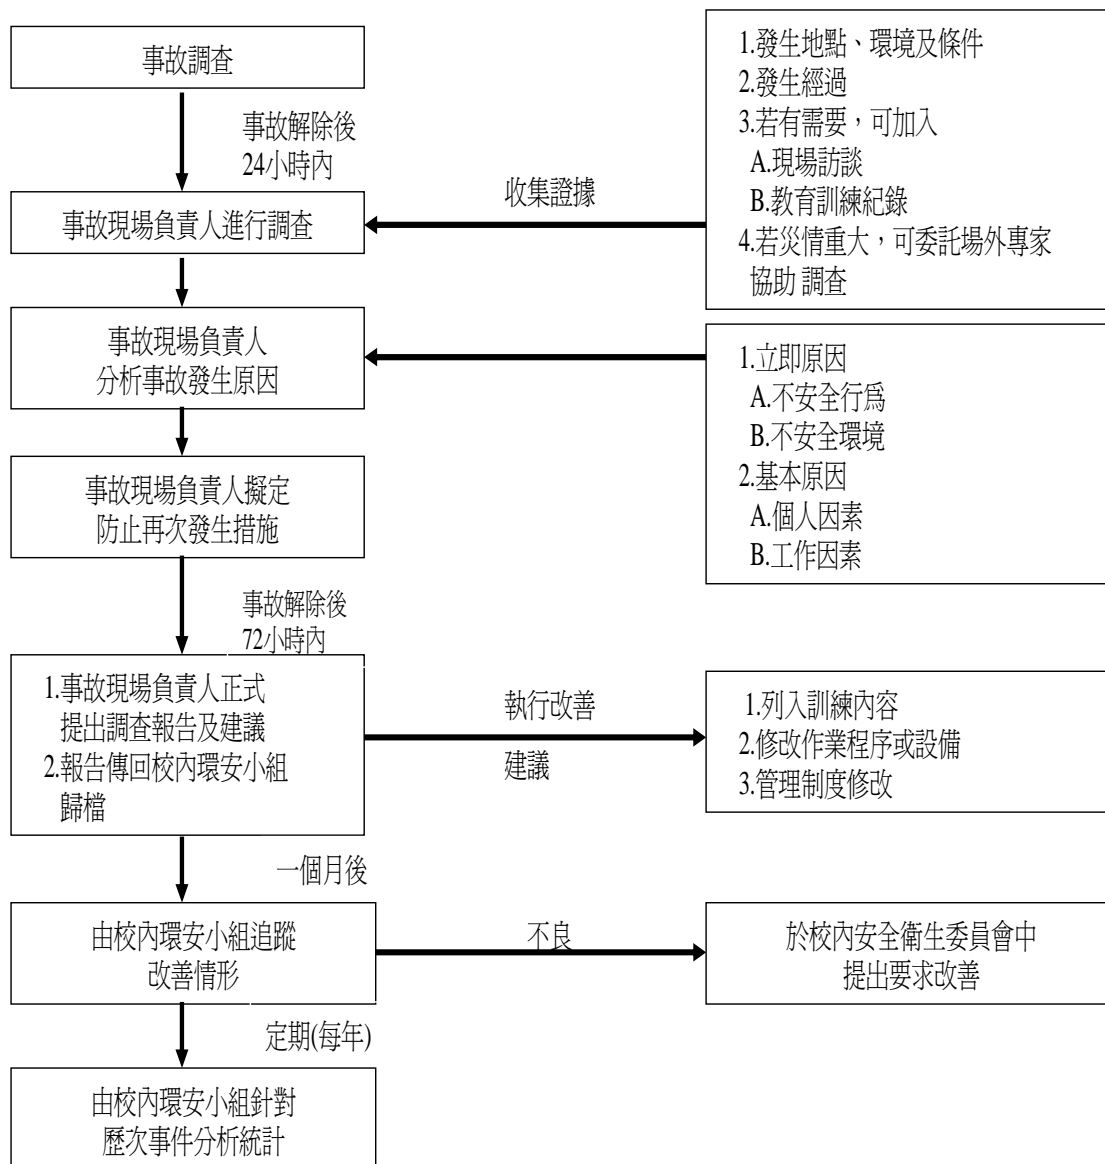 事故調查
事故解除後
24小時內
事故現場負責人進行調查
收集證據
1.發生地點、環境及條件
2.發生經過
3.若有需要，可加入
A.現場訪談
B.教育訓練紀錄
4.若災情重大，可委託場外專家
協助 調查
事故現場負責人
分析事故發生原因
1.立即原因
A.不安全行爲
B.不安全環境
2.基本原因
A.個人因素
B.工作因素
事故現場負責人擬定
防止再次發生措施
事故解除後
72小時內
1.事故現場負責人正式
提出調查報告及建議
2.報告傳回校內環安小組
歸檔
執行改善
建議
1.列入訓練內容
2.修改作業程序或設備
3.管理制度修改
一個月後
由校內環安小組追蹤
改善情形
不良
於校內安全衛生委員會中
提出要求改善
定期(每年)
由校內環安小組針對
歷次事件分析統計